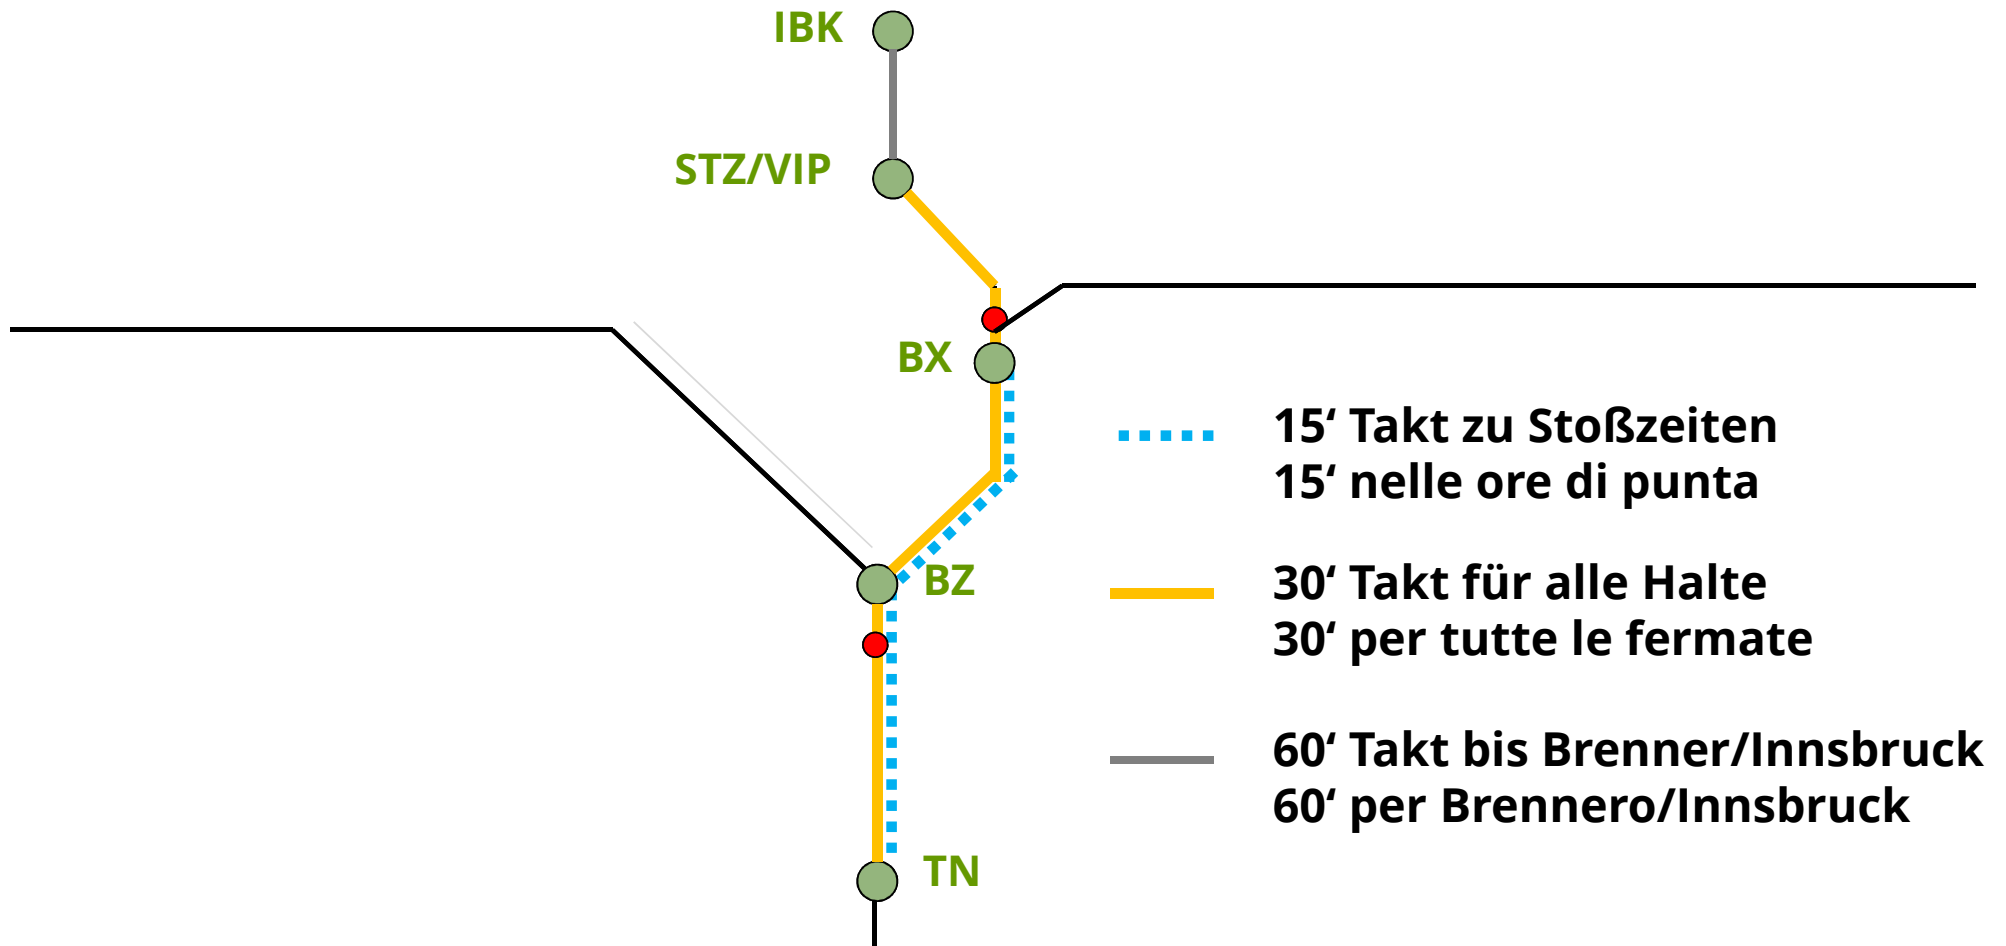 IBK
STZ/VIP
BX
15‘ Takt zu Stoßzeiten
15‘ nelle ore di punta
BZ
30‘ Takt für alle Halte
30‘ per tutte le fermate
60‘ Takt bis Brenner/Innsbruck
60‘ per Brennero/Innsbruck
TN